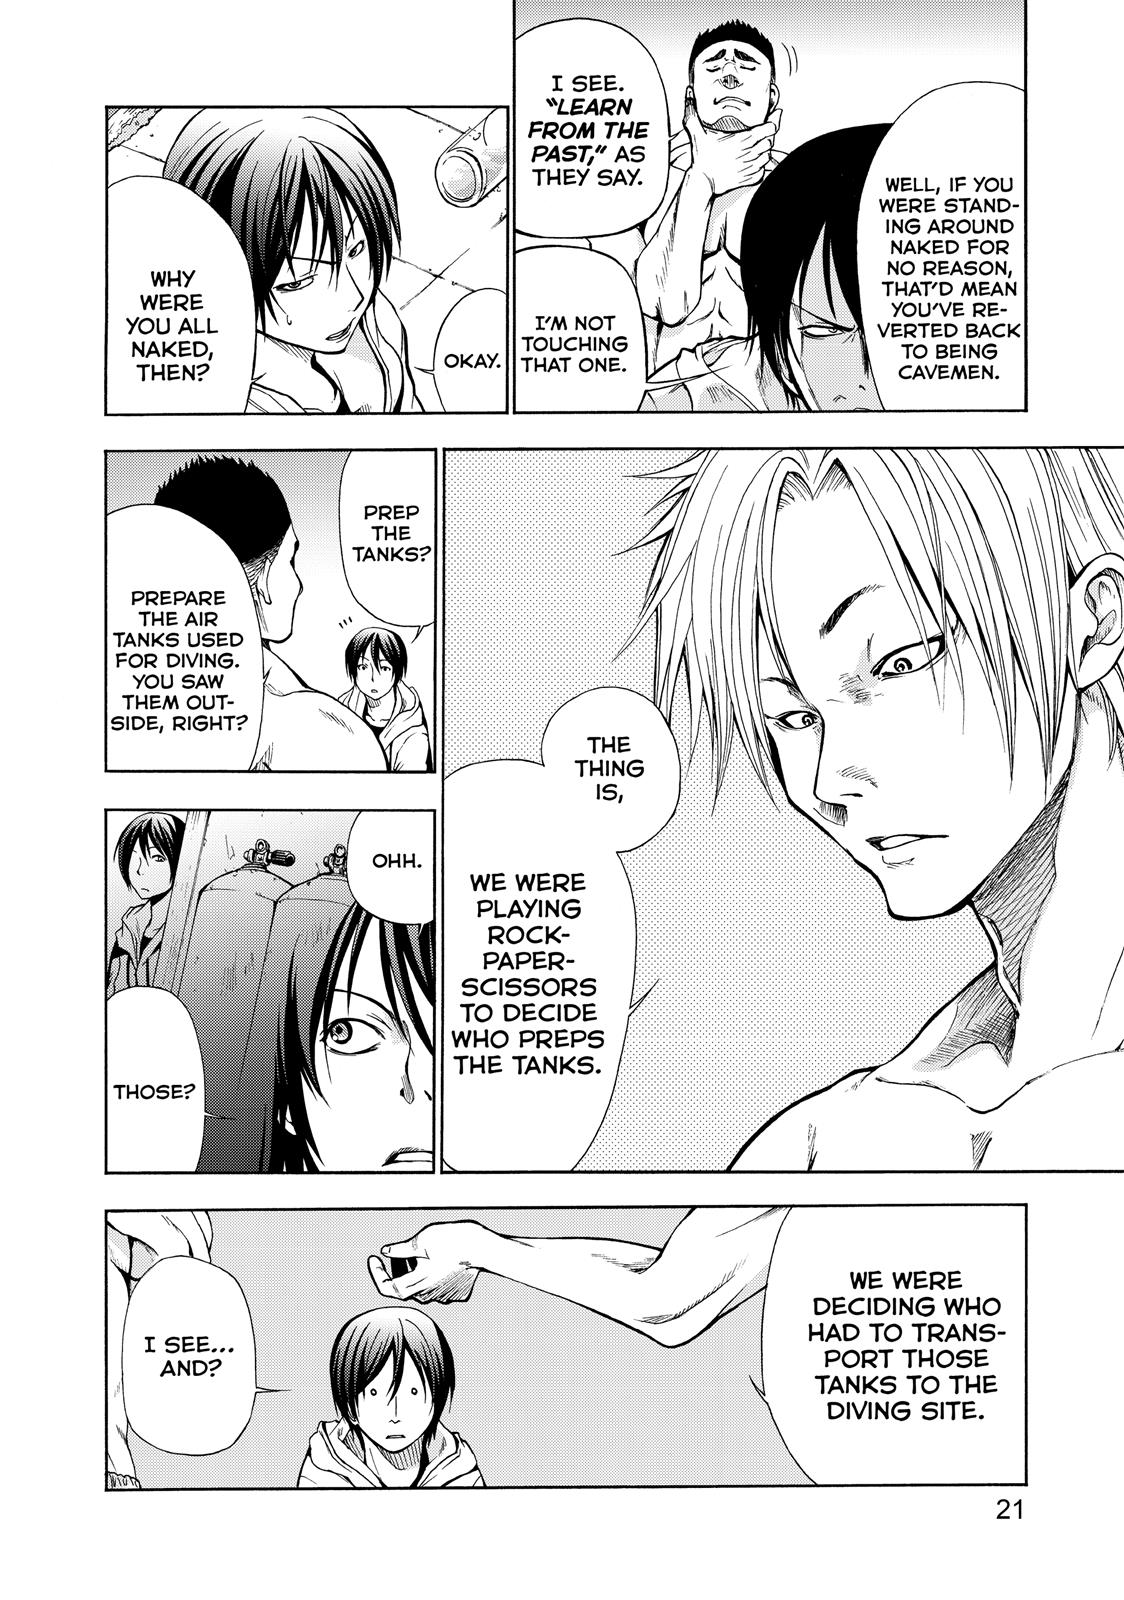 WELL, IF YOU
WERE STAND-
ING AROUND
NAKED FOR
NO REASON,
THAT'D MEAN
YOU'VE RE-
VERTED BACK
TO BEING
CAVEMEN.
I SEE.
"LEARN
FROM THE
PAST," AS
THEY SAY.
I'M NOT
TOUCHING
THAT ONE.
OKAY.
WHY
WERE
YOU ALL
NAKED,
THEN?
THE
THING
IS,
WE WERE
PLAYING
ROCK-
PAPER-
SCISSORS
TO DECIDE
WHO PREPS
THE TANKS.
PREP
THE
TANKS?
PREPARE
THE AIR
TANKS USED
FOR DIVING.
YOU SAW
THEM OUT-
SIDE, RIGHT?
OHH.
THOSE?
WE WERE
DECIDING WHO
HAD TO TRANS-
PORT THOSE
TANKS TO THE
DIVING SITE.
I SEE...
AND?
21